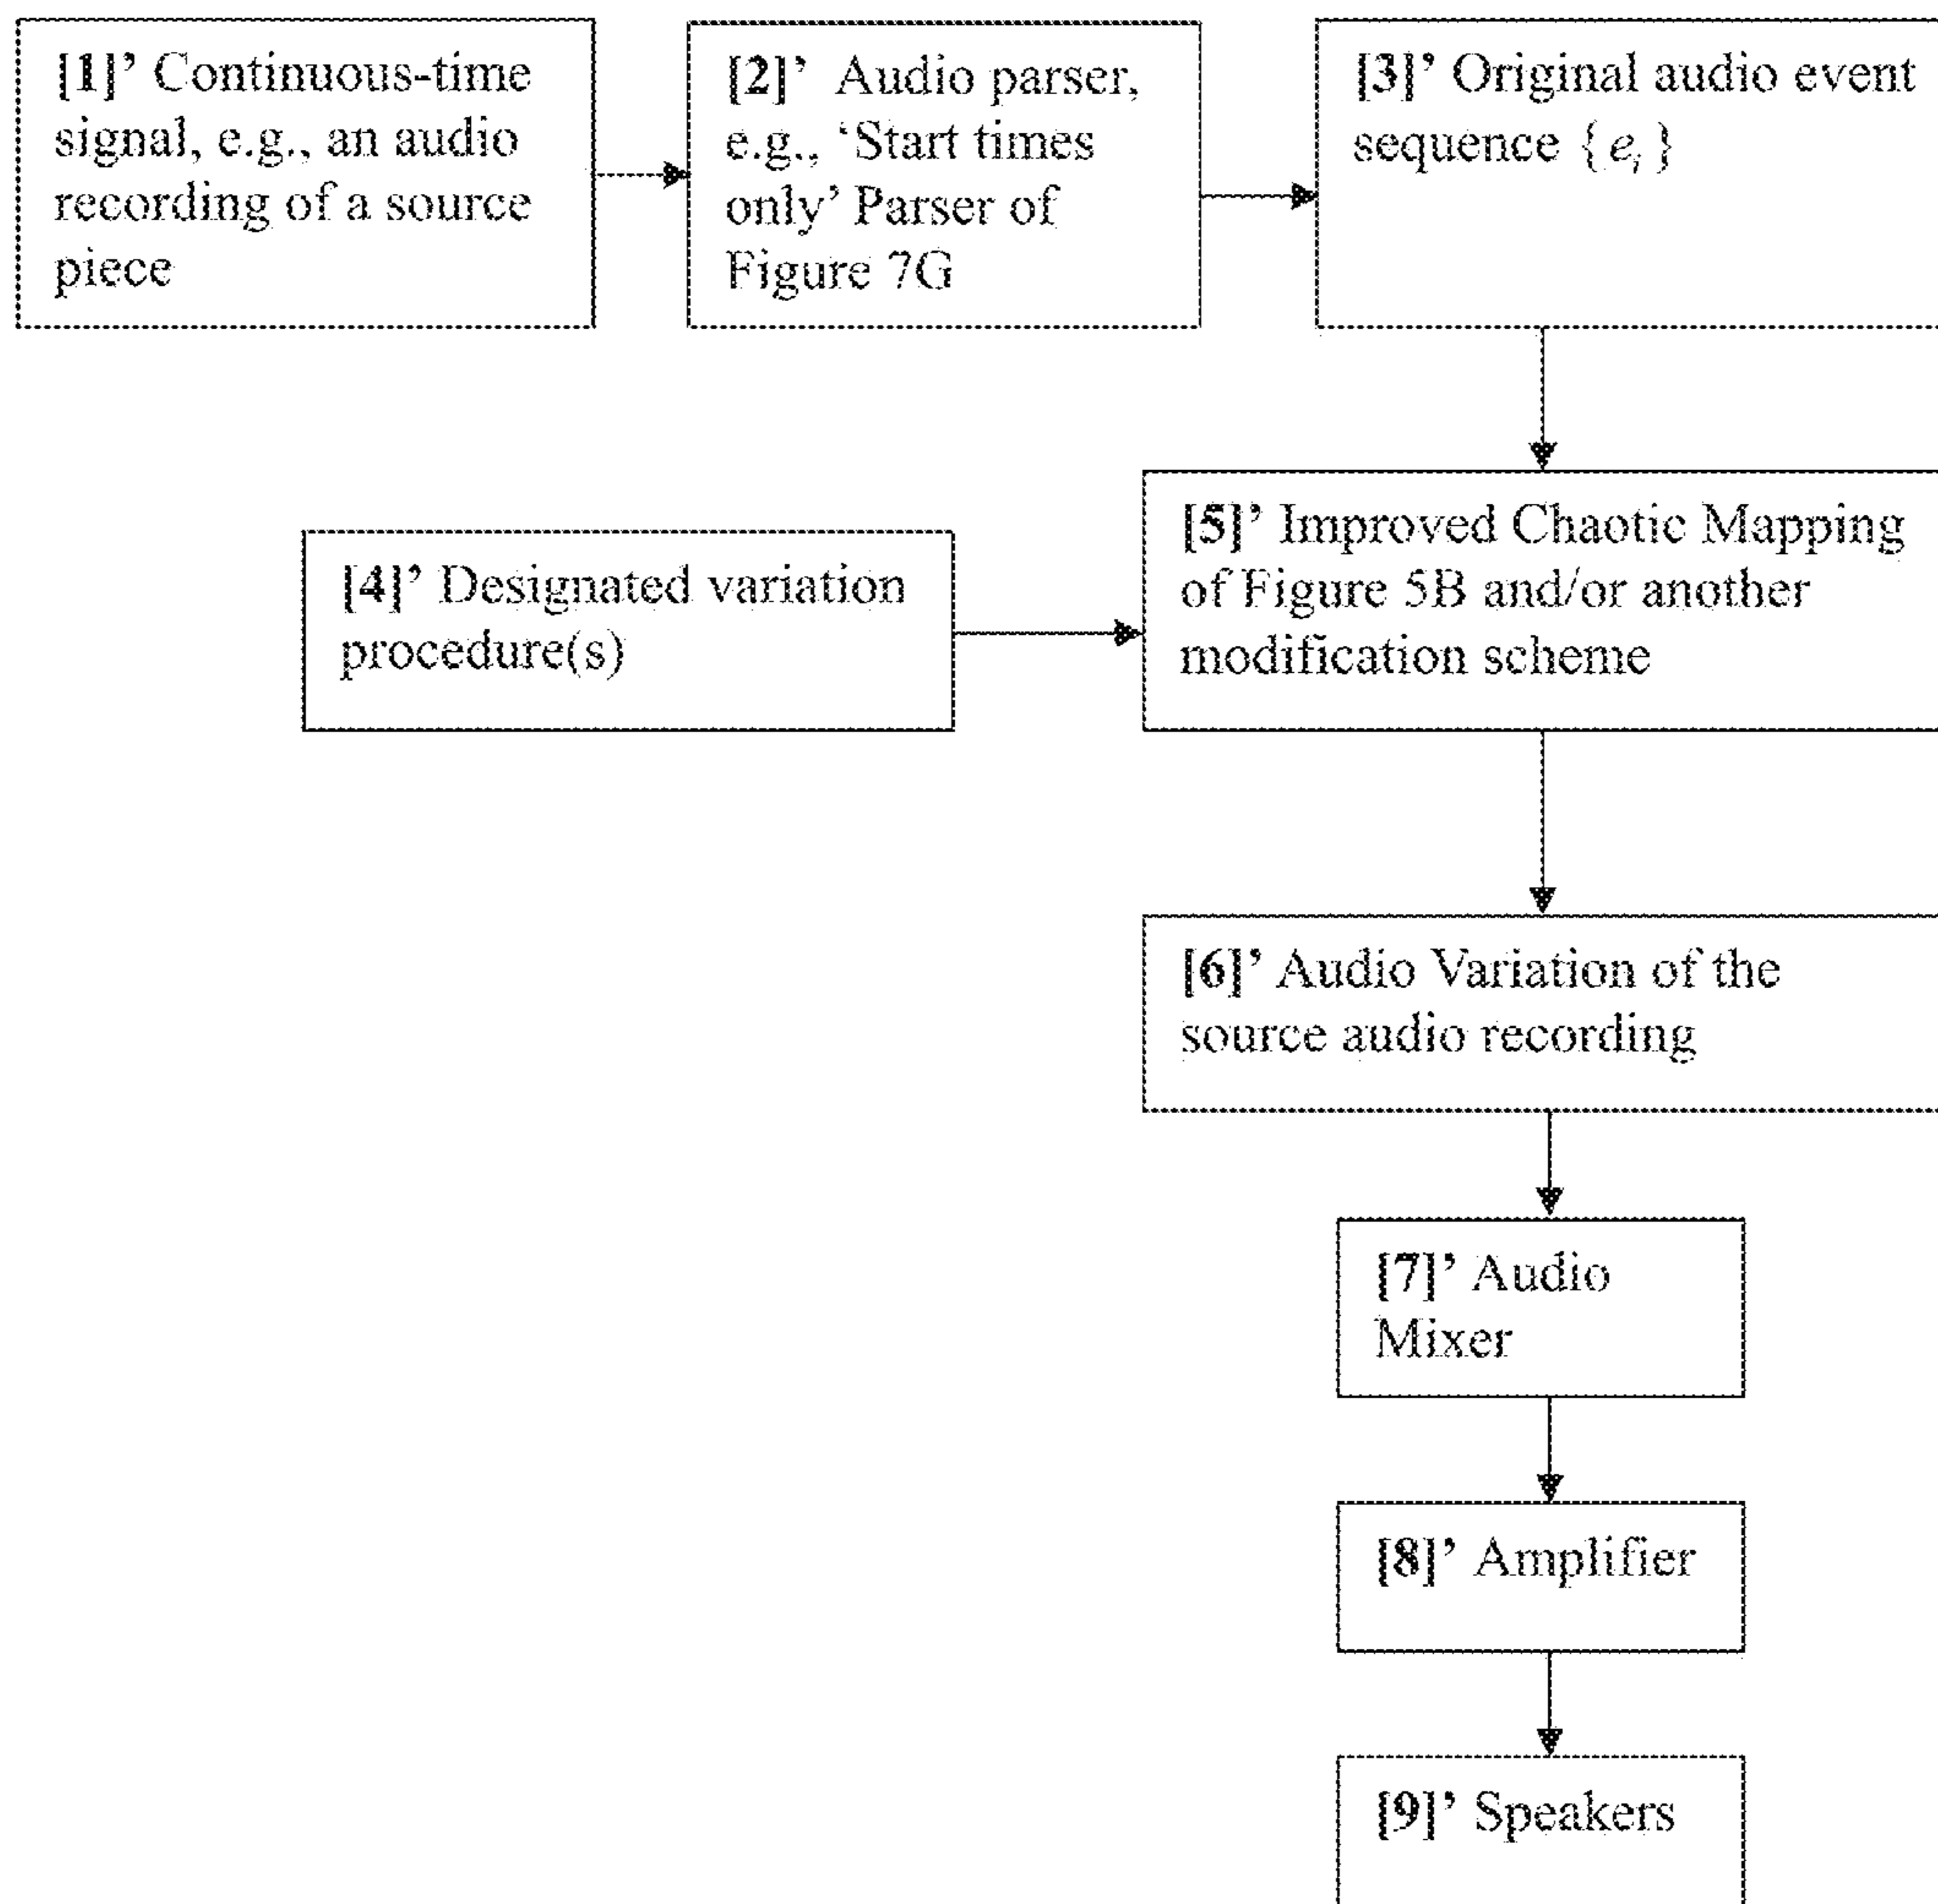 [1]’ Continuous-time
signal, e.g., an audio
recording of a source
piece
[2]’ Audio parser,
e.g., ‘Start times
only’ Parser of
Figure 7G
[3]’ Original audio event
sequence { eᵢ }
[4]’ Designated variation
procedure(s)
[5]’ Improved Chaotic Mapping
of Figure 5B and/or another
modification scheme
[6]’ Audio Variation of the
source audio recording
[7]’ Audio
Mixer
[8]’ Amplifier
[9]’ Speakers